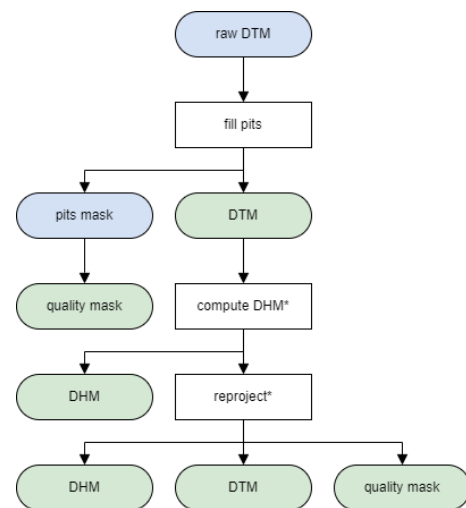 raw DTM
fill pits
pits mask
DTM
quality mask
compute DHM*
DHM
reproject*
DHM
DTM
quality mask